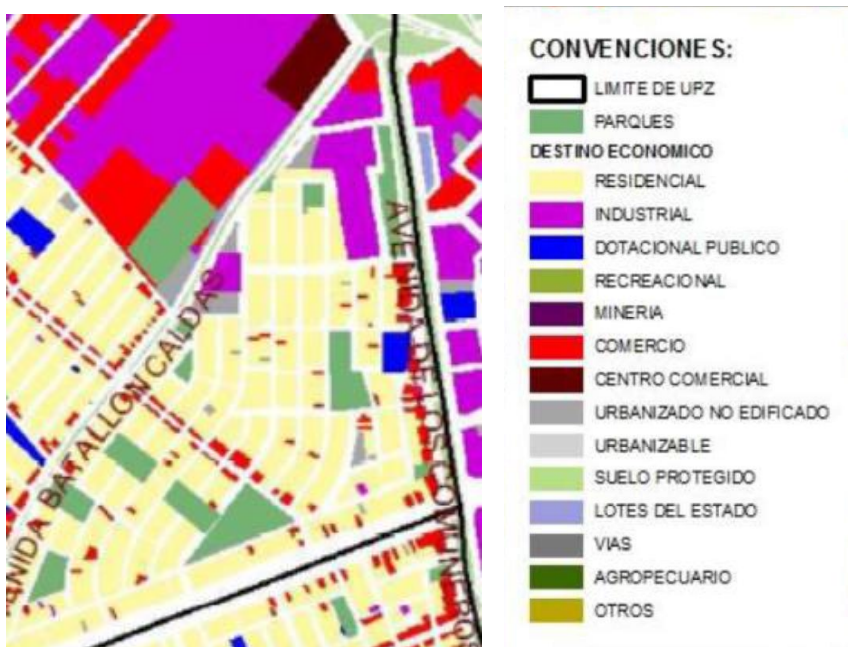 AVENIDA DE LOS COMUNEROS
ENIDA BATALLON CALDAS
CONVENCIONES:
LIMITE DE UPZ
PARQUES
DESTINO ECONOMICO
RESIDENCIAL
INDUSTRIAL
DOTACIONAL PUBLICO
RECREACIONAL
MINERIA
COMERCIO
CENTRO COMERCIAL
URBANIZADO NO EDIFICADO
URBANIZABLE
SUELO PROTEGIDO
LOTES DEL ESTADO
VIAS
AGROPECUARIO
OTROS